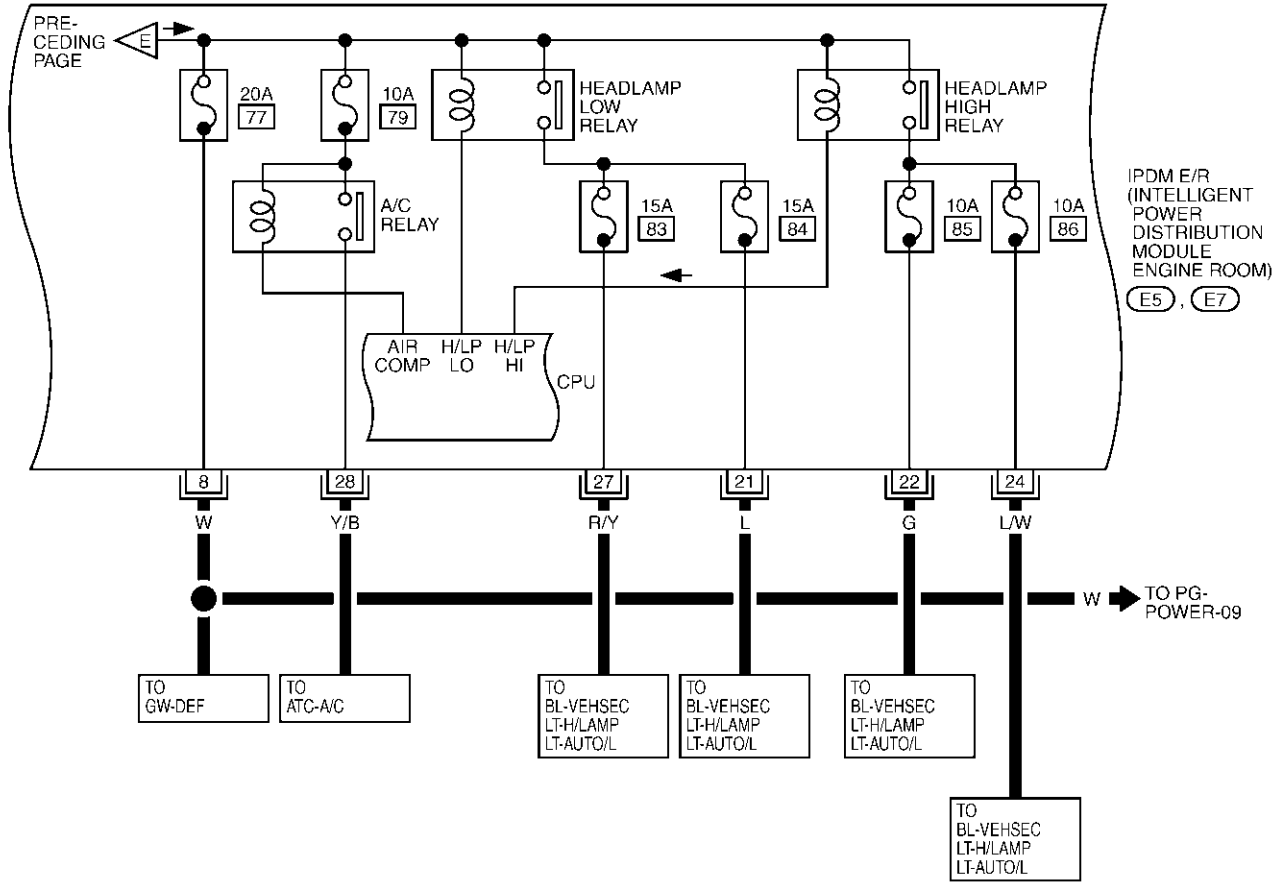 PRE-
CEDING
PAGE
E
20A
77
10A
79
HEADLAMP
LOW
RELAY
HEADLAMP
HIGH
RELAY
A/C
RELAY
15A
83
15A
84
10A
85
10A
86
IPDM E/R
(INTELLIGENT
POWER
DISTRIBUTION
MODULE
ENGINE ROOM)
E5 , E7
AIR
COMP
H/LP
LO
H/LP
HI
CPU
8
28
27
21
22
24
W
Y/B
R/Y
L
G
L/W
W
TO PG-
POWER-09
TO
GW-DEF
TO
ATC-A/C
TO
BL-VEHSEC
LT-H/LAMP
LT-AUTO/L
TO
BL-VEHSEC
LT-H/LAMP
LT-AUTO/L
TO
BL-VEHSEC
LT-H/LAMP
LT-AUTO/L
TO
BL-VEHSEC
LT-H/LAMP
LT-AUTO/L